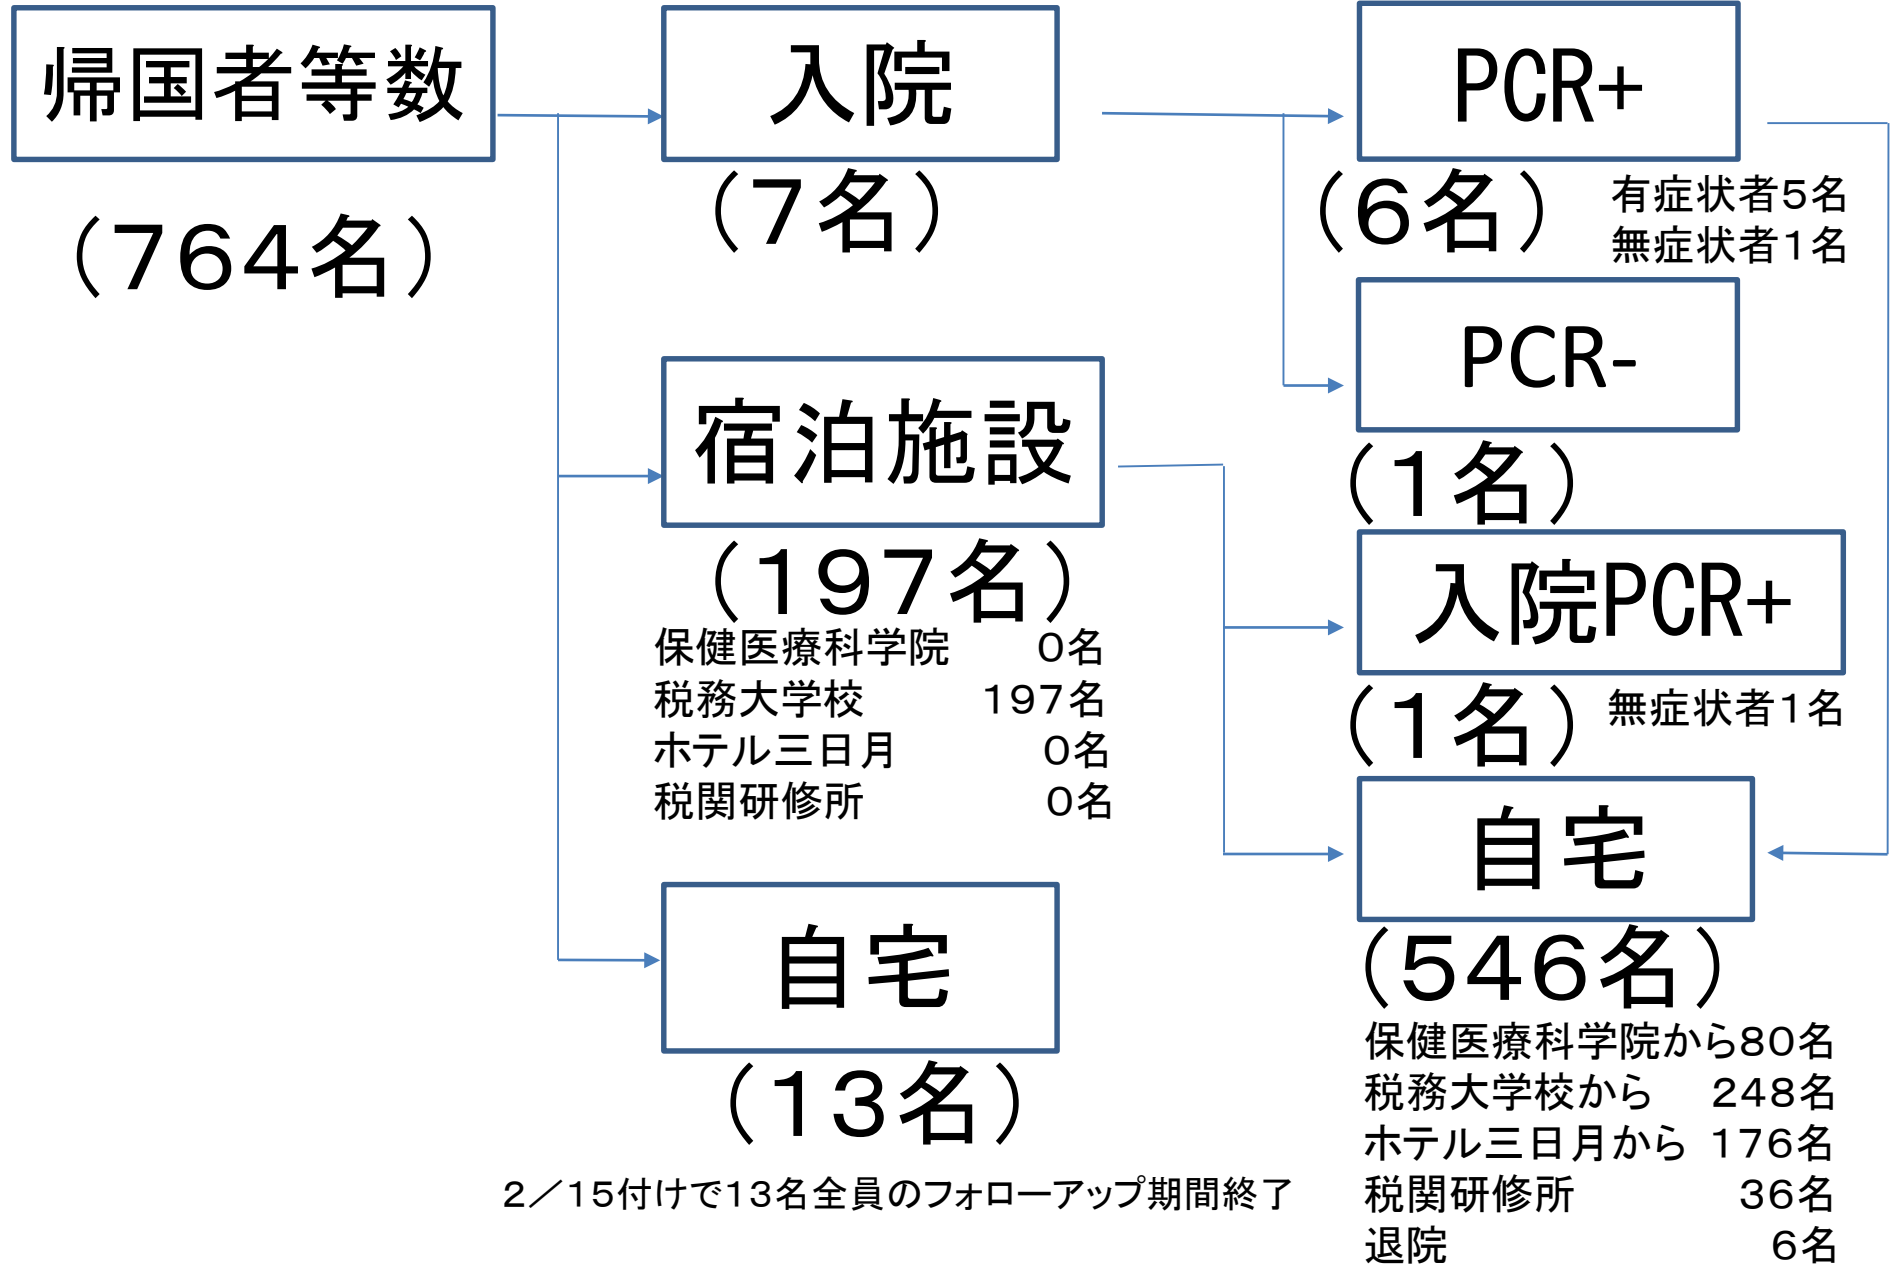 帰国者等数
（７６４名）
入院
（７名）
宿泊施設
（１９７名）
保健医療科学院　　０名
税務大学校　　　１９７名
ホテル三日月　　　　０名
税関研修所　　　　　０名
自宅
（１３名）
２／１５付けで１３名全員のフォローアップ期間終了
PCR+
（６名）
有症状者５名
無症状者１名
PCR-
（１名）
入院PCR+
（１名）
無症状者１名
自宅
（５４６名）
保健医療科学院から８０名
税務大学校から　２４８名
ホテル三日月から １７６名
税関研修所　　　　３６名
退院　　　　　　　　６名